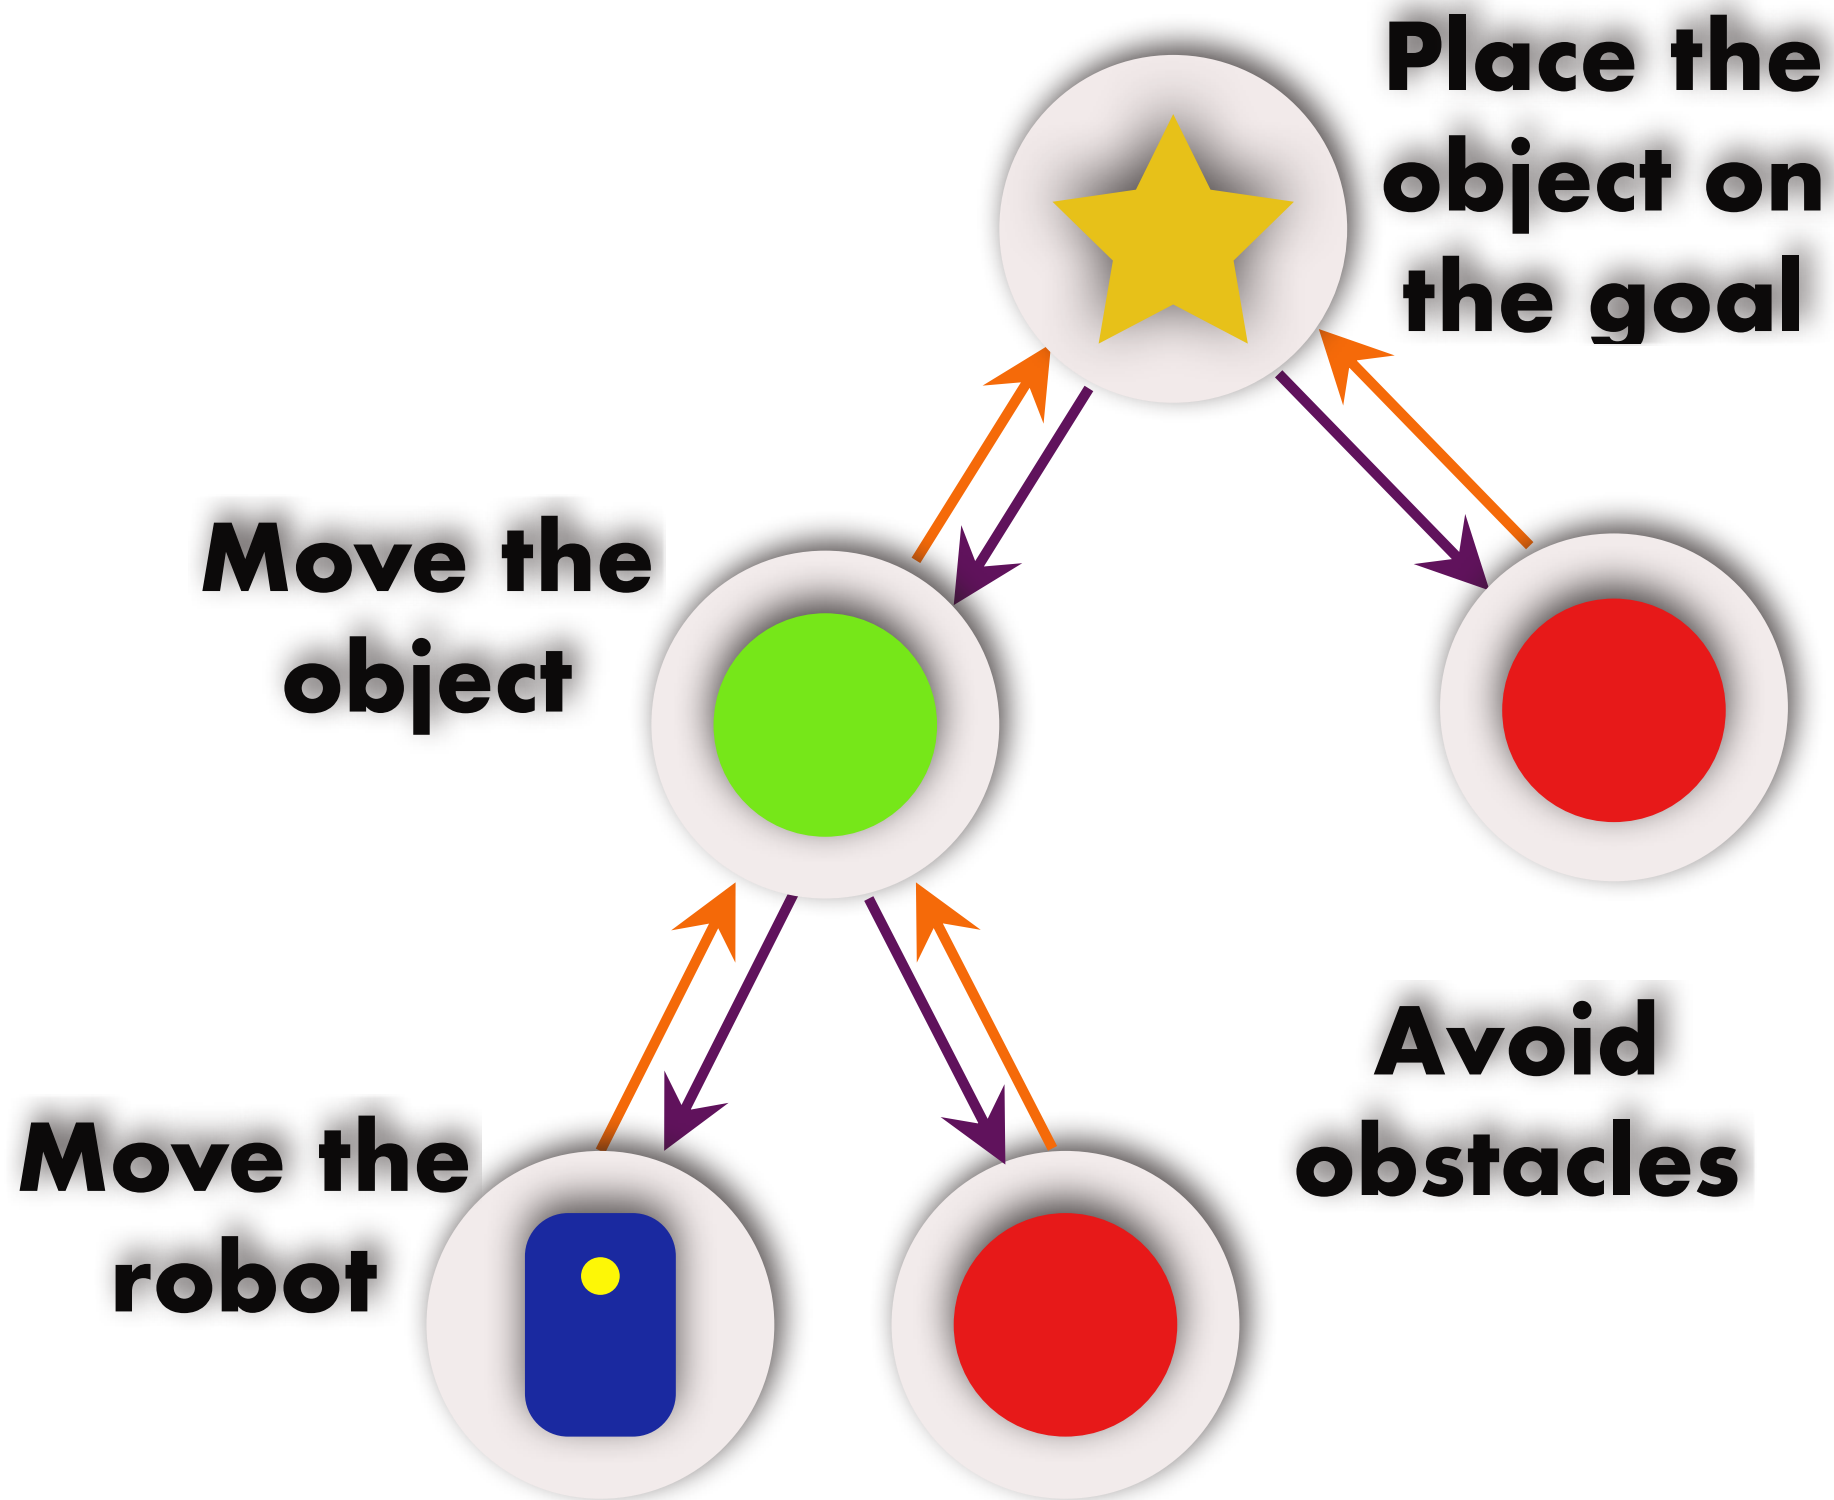 Place the
object on
the goal
Move the
object
Avoid
obstacles
Move the
robot